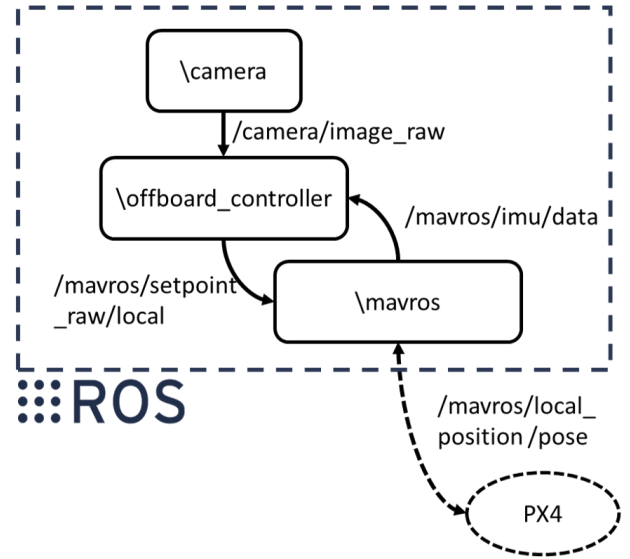 \camera
/camera/image_raw
\offboard_controller
/mavros/imu/data
/mavros/setpoint
_raw/local
\mavros
ROS
/mavros/local_
position /pose
PX4